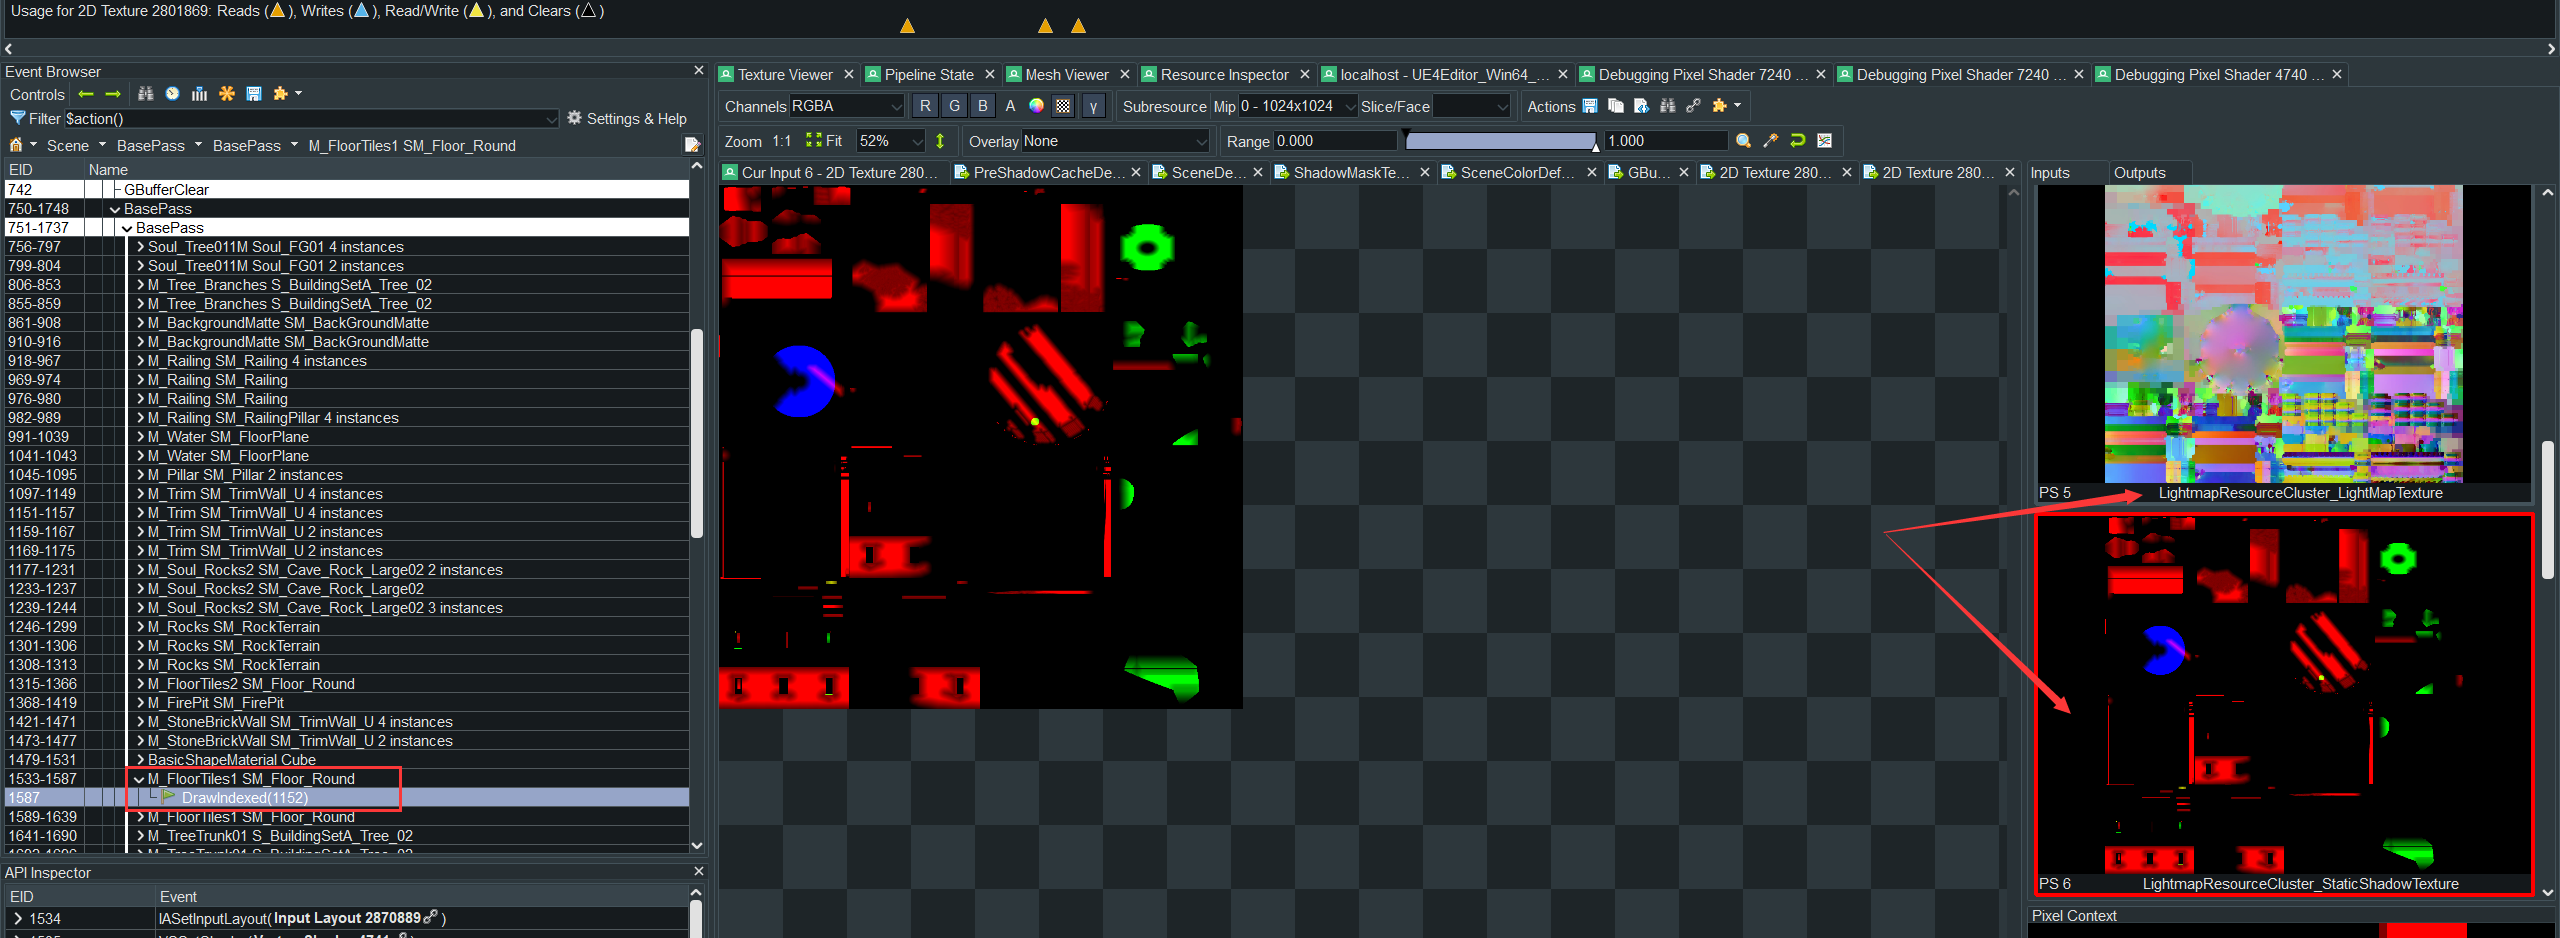 Usage for 2D Texture 2801869: Reads ( ), Writes ( ), Read/Write ( ), and Clears ( )
Event Browser
Controls
Filter $action() Settings & Help
Scene BasePass BasePass M_FloorTiles1 SM_Floor_Round
EID Name
742 GBufferClear
750-1748 BasePass
751-1737 BasePass
756-797 Soul_Tree011M Soul_FG01 4 instances
799-804 Soul_Tree011M Soul_FG01 2 instances
806-853 M_Tree_Branches S_BuildingSetA_Tree_02
855-859 M_Tree_Branches S_BuildingSetA_Tree_02
861-908 M_BackgroundMatte SM_BackGroundMatte
910-916 M_BackgroundMatte SM_BackGroundMatte
918-967 M_Railing SM_Railing 4 instances
969-974 M_Railing SM_Railing
976-980 M_Railing SM_Railing
982-989 M_Railing SM_RailingPillar 4 instances
991-1039 M_Water SM_FloorPlane
1041-1043 M_Water SM_FloorPlane
1045-1095 M_Pillar SM_Pillar 2 instances
1097-1149 M_Trim SM_TrimWall_U 4 instances
1151-1157 M_Trim SM_TrimWall_U 4 instances
1159-1167 M_Trim SM_TrimWall_U 2 instances
1169-1175 M_Trim SM_TrimWall_U 2 instances
1177-1231 M_Soul_Rocks2 SM_Cave_Rock_Large02 2 instances
1233-1237 M_Soul_Rocks2 SM_Cave_Rock_Large02
1239-1244 M_Soul_Rocks2 SM_Cave_Rock_Large02 3 instances
1246-1299 M_Rocks SM_RockTerrain
1301-1306 M_Rocks SM_RockTerrain
1308-1313 M_Rocks SM_RockTerrain
1315-1366 M_FloorTiles2 SM_Floor_Round
1368-1419 M_FirePit SM_FirePit
1421-1471 M_StoneBrickWall SM_TrimWall_U 4 instances
1473-1477 M_StoneBrickWall SM_TrimWall_U 2 instances
1479-1531 BasicShapeMaterial Cube
1533-1587 M_FloorTiles1 SM_Floor_Round
1587 DrawIndexed(1152)
1589-1639 M_FloorTiles1 SM_Floor_Round
1641-1690 M_TreeTrunk01 S_BuildingSetA_Tree_02
API Inspector
EID Event
1534 IASetInputLayout(Input Layout 2870889 )
Texture Viewer Pipeline State Mesh Viewer Resource Inspector localhost - UE4Editor_Win64_... Debugging Pixel Shader 7240 ... Debugging Pixel Shader 7240 ... Debugging Pixel Shader 4740 ...
Channels RGBA R G B A γ Subresource Mip 0 - 1024x1024 Slice/Face Actions
Zoom 1:1 Fit 52% Overlay None Range 0.000 1.000
Cur Input 6 - 2D Texture 280... PreShadowCacheDe... SceneDe... ShadowMaskTe... SceneColorDef... GBu... 2D Texture 280... 2D Texture 280...
Inputs Outputs
PS 5 LightmapResourceCluster_LightMapTexture
PS 6 LightmapResourceCluster_StaticShadowTexture
Pixel Context